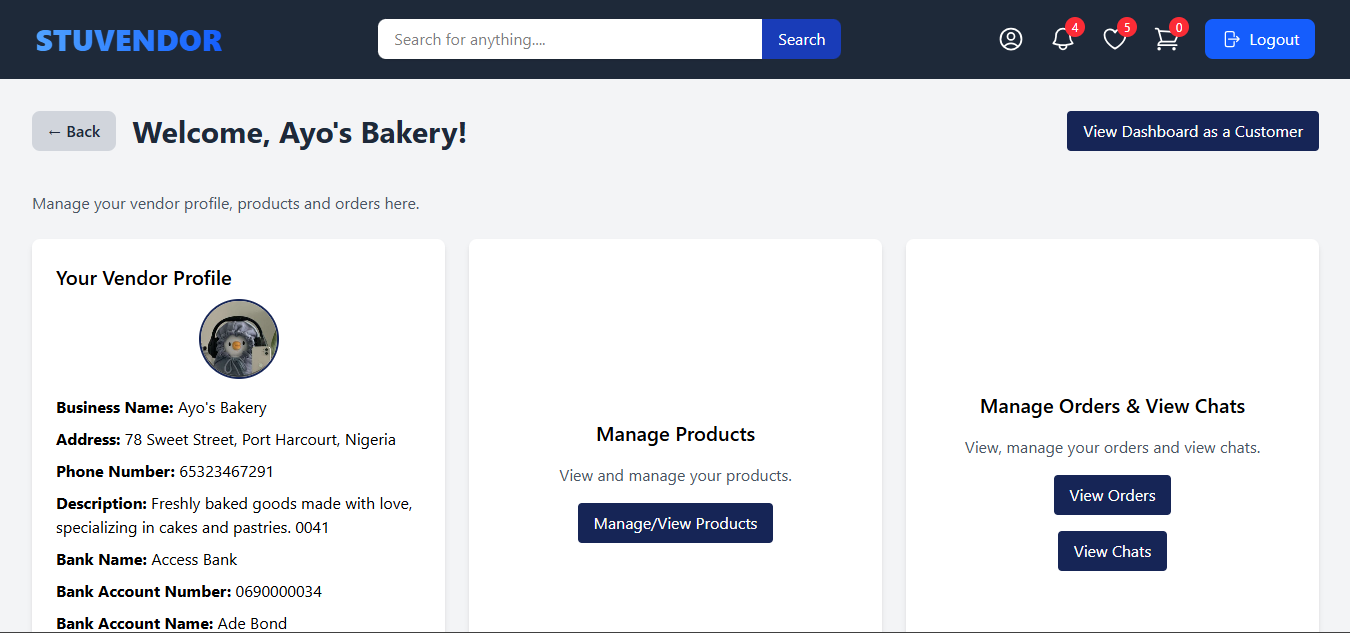 STUVENDOR
Search for anything....
Search
4
5
0
Logout
← Back
Welcome, Ayo's Bakery!
View Dashboard as a Customer
Manage your vendor profile, products and orders here.
Your Vendor Profile
Business Name: Ayo's Bakery
Address: 78 Sweet Street, Port Harcourt, Nigeria
Phone Number: 65323467291
Description: Freshly baked goods made with love,
specializing in cakes and pastries. 0041
Bank Name: Access Bank
Bank Account Number: 0690000034
Bank Account Name: Ade Bond
Manage Products
View and manage your products.
Manage/View Products
Manage Orders & View Chats
View, manage your orders and view chats.
View Orders
View Chats